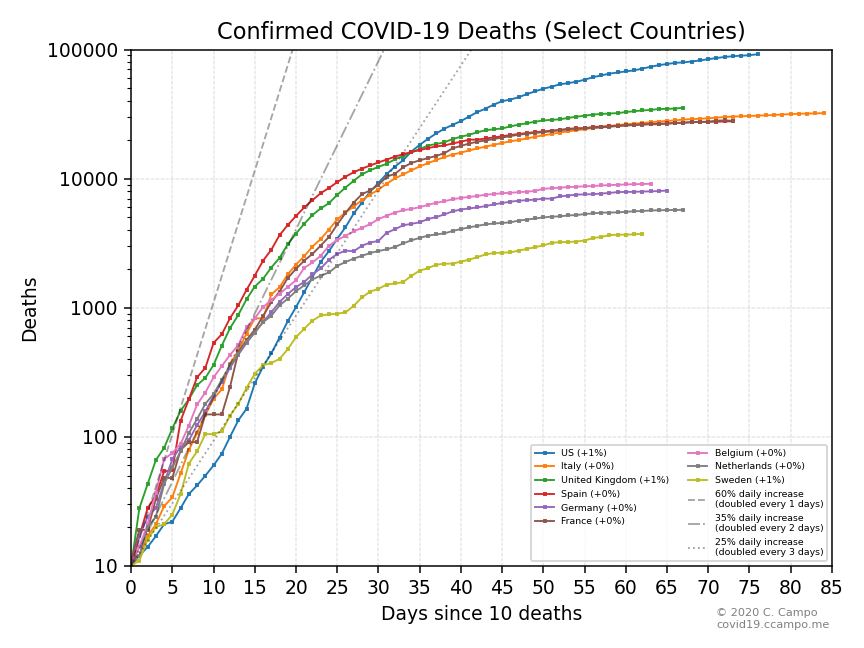 Confirmed COVID-19 Deaths (Select Countries)
100000
10000
1000
100
10
Deaths
0 5 10 15 20 25 30 35 40 45 50 55 60 65 70 75 80 85
Days since 10 deaths
US (+1%)
Italy (+0%)
United Kingdom (+1%)
Spain (+0%)
Germany (+0%)
France (+0%)
Belgium (+0%)
Netherlands (+0%)
Sweden (+1%)
60% daily increase
(doubled every 1 days)
35% daily increase
(doubled every 2 days)
25% daily increase
(doubled every 3 days)
© 2020 C. Campo
covid19.ccampo.me